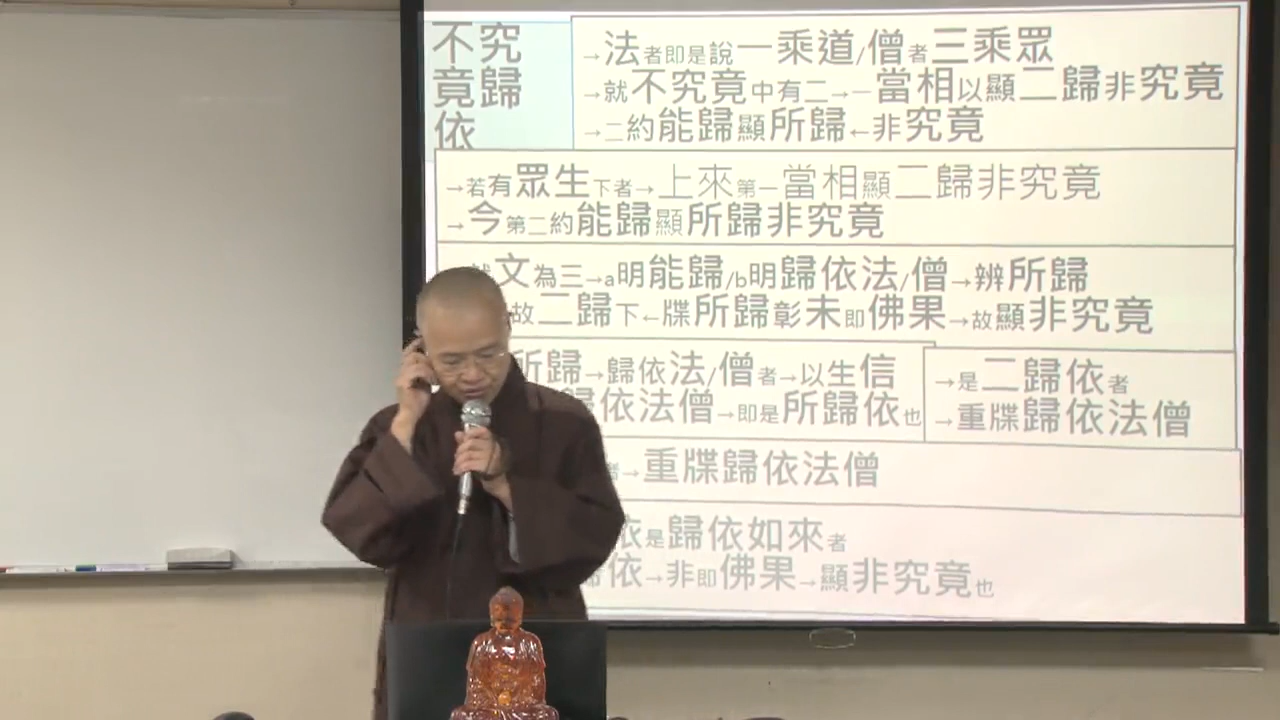 不究
竟歸
依
→法者即是說一乘道/僧者三乘眾
→就不究竟中有二→一當相以顯二歸非究竟
→二約能歸顯所歸←非究竟
→若有眾生下者→上來第一當相顯二歸非究竟
→今第二約能歸顯所歸非究竟
文為三→a明能歸/b明歸依法/僧→辨所歸
故二歸下←牒所歸彰未即佛果→故顯非究竟
所歸→歸依法/僧者→以生信
歸依法僧→即是所歸依也
→是二歸依者
→重牒歸依法僧
→重牒歸依法僧
依是歸依如來者
歸依→非即佛果→顯非究竟也